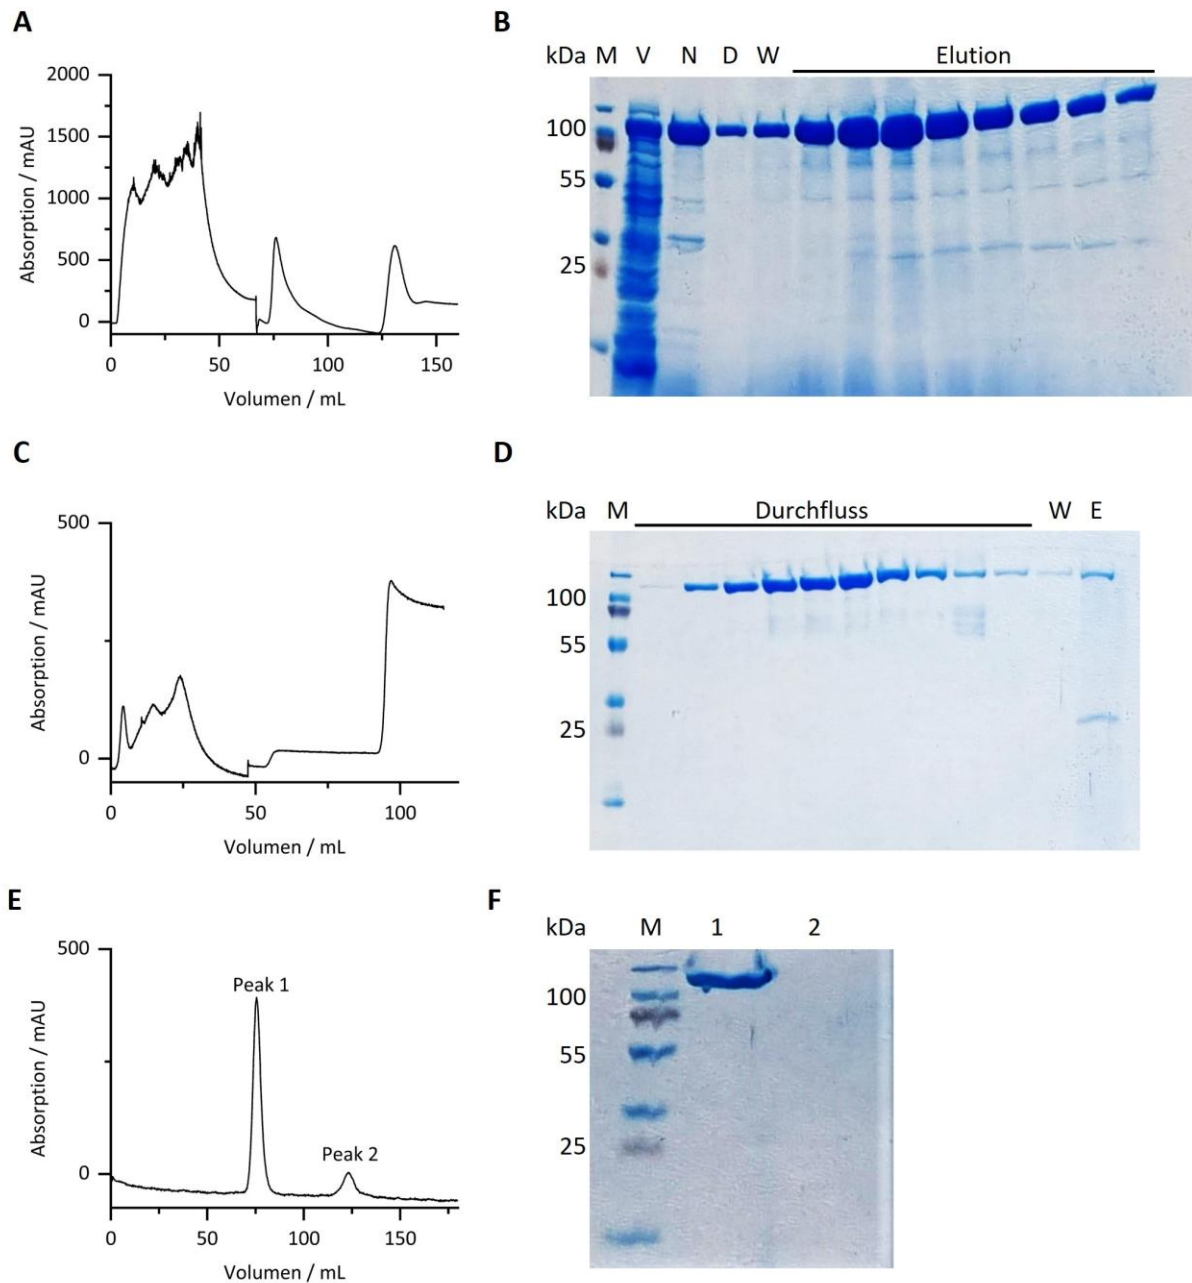 A
2000
1500
1000
500
0
Absorption / mAU
0 50 100 150
Volumen / mL
B
kDa M V N D W Elution
100
55
25
C
500
0
Absorption / mAU
0 50 100
Volumen / mL
D
kDa M Durchfluss W E
100
55
25
E
500
0
Absorption / mAU
Peak 1
Peak 2
0 50 100 150
Volumen / mL
F
kDa M 1 2
100
55
25